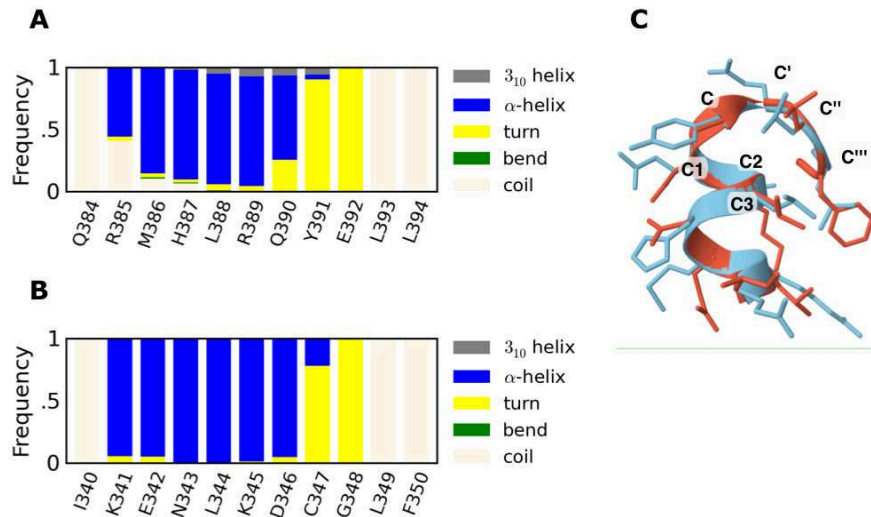 A
Frequency
1
.5
0
Q384
R385
M386
H387
L388
R389
Q390
Y391
E392
L393
L394
3₁₀ helix
α-helix
turn
bend
coil
B
Frequency
1
.5
0
I340
K341
E342
N343
L344
K345
D346
C347
G348
L349
F350
3₁₀ helix
α-helix
turn
bend
coil
C
C'
C
C''
C'''
C1
C2
C3